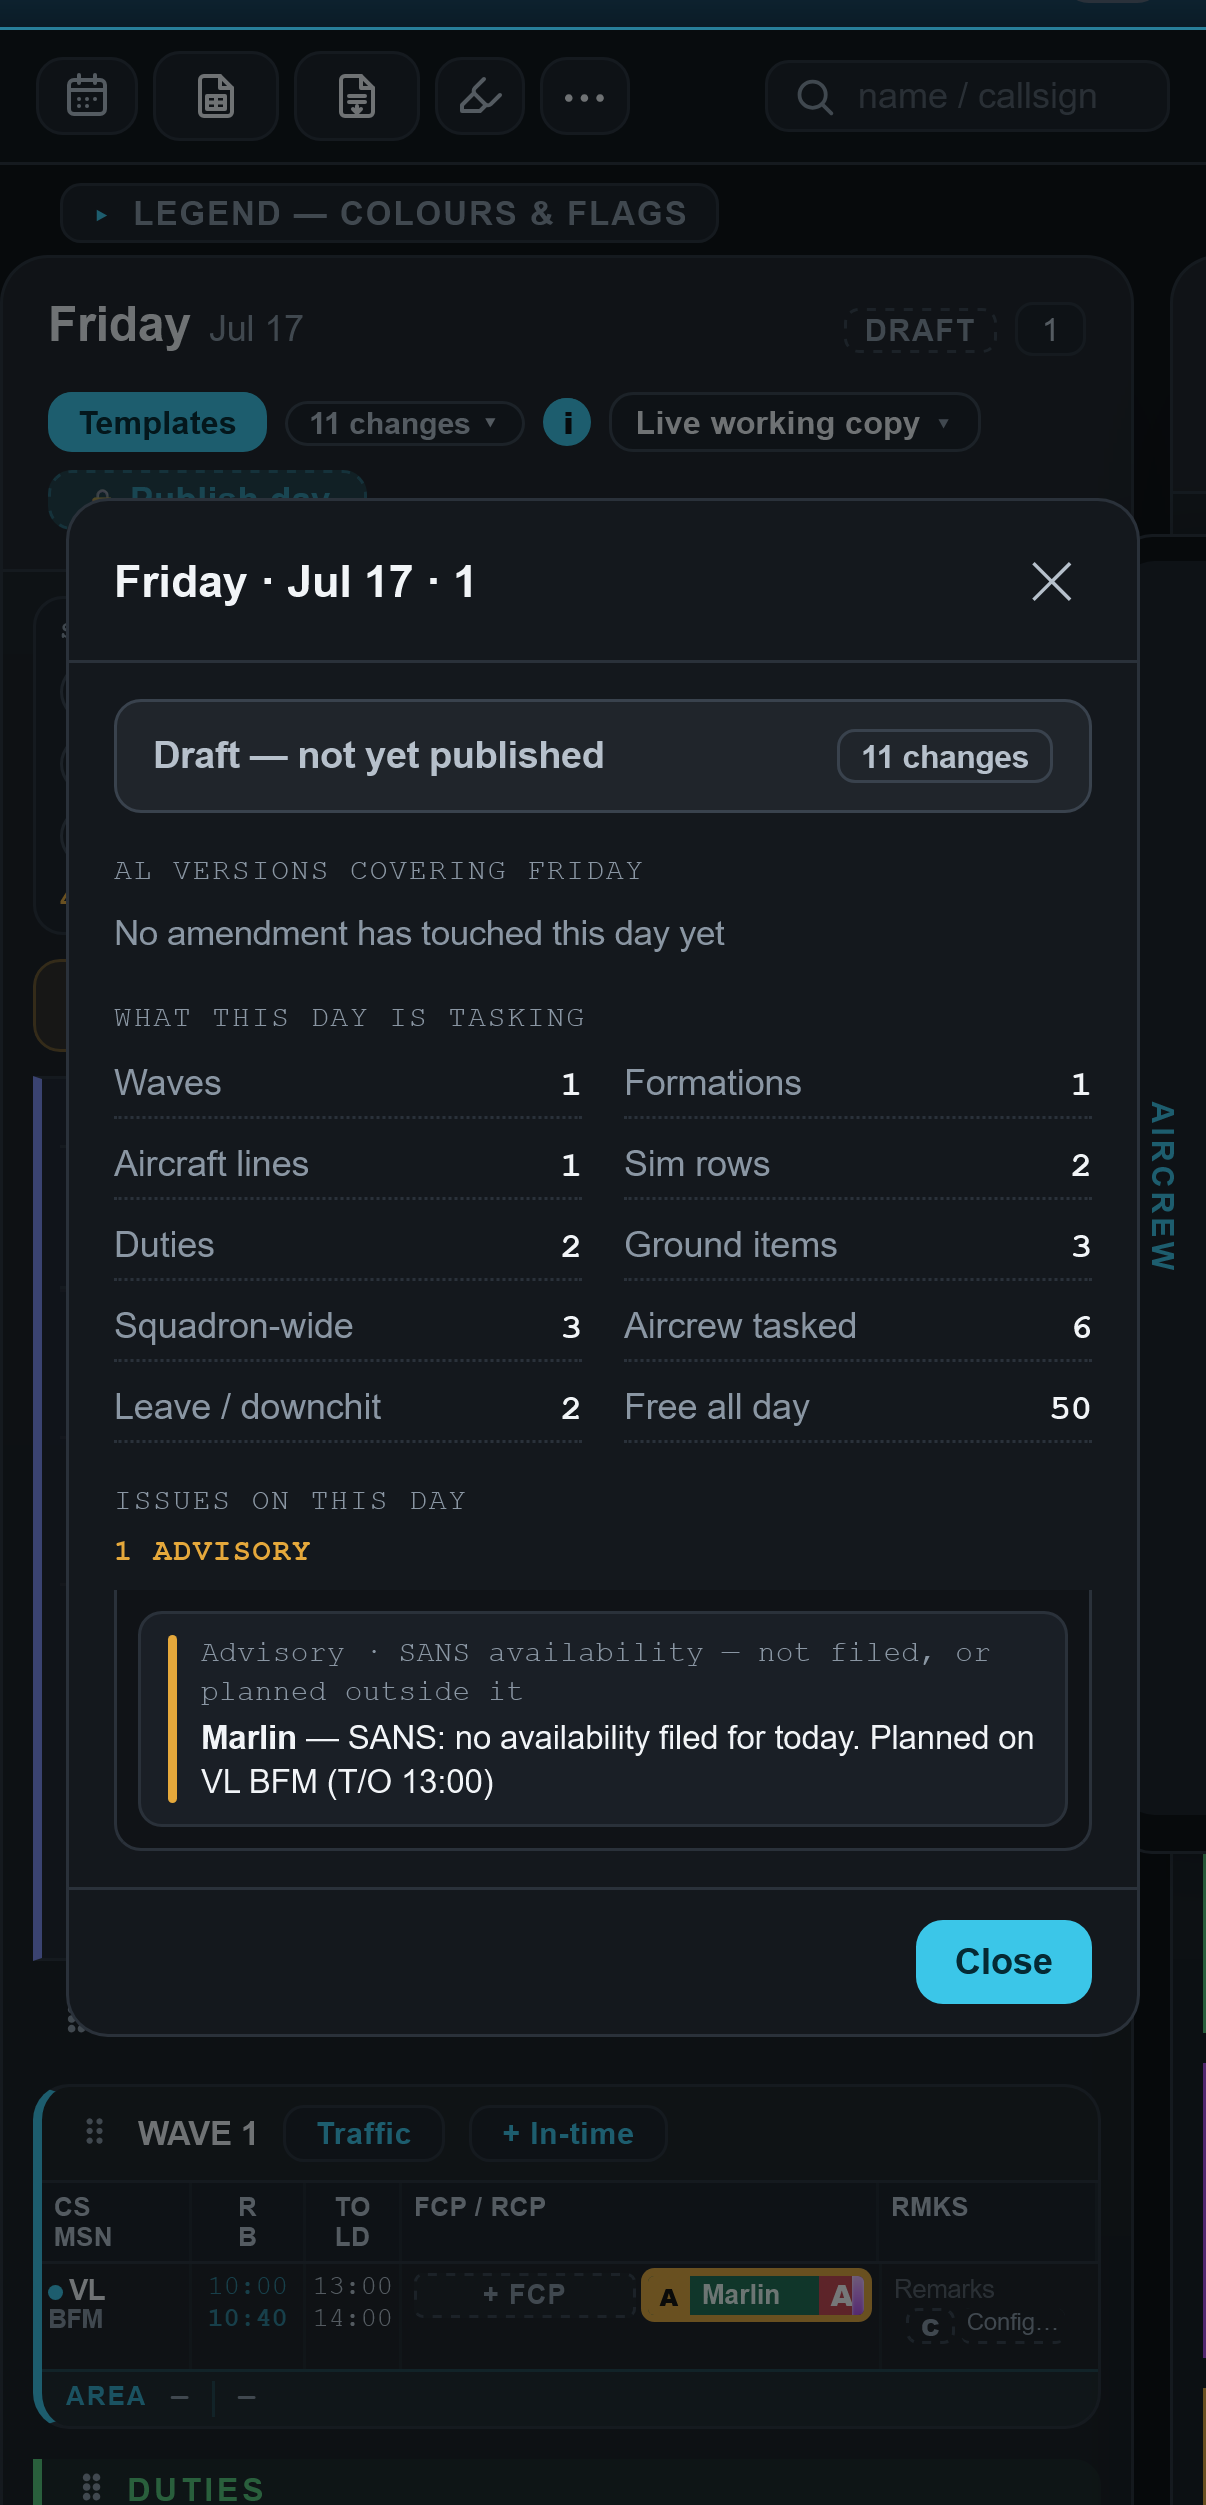 name / callsign
▸ LEGEND — COLOURS & FLAGS
Friday Jul 17
DRAFT 1
Templates 11 changes ▾ i Live working copy ▾
Publish day
Friday · Jul 17 · 1
Draft — not yet published 11 changes
AL VERSIONS COVERING FRIDAY
No amendment has touched this day yet
WHAT THIS DAY IS TASKING
Waves 1 Formations 1
Aircraft lines 1 Sim rows 2
Duties 2 Ground items 3
Squadron-wide 3 Aircrew tasked 6
Leave / downchit 2 Free all day 50
AIRCREW
ISSUES ON THIS DAY
1 ADVISORY
Advisory · SANS availability — not filed, or
planned outside it
Marlin — SANS: no availability filed for today. Planned on
VL BFM (T/O 13:00)
Close
WAVE 1 Traffic + In-time
CS R TO FCP / RCP RMKS
MSN B LD
VL 10:00 13:00 + FCP A Marlin A Remarks
BFM 10:40 14:00 C Config…
AREA — —
DUTIES